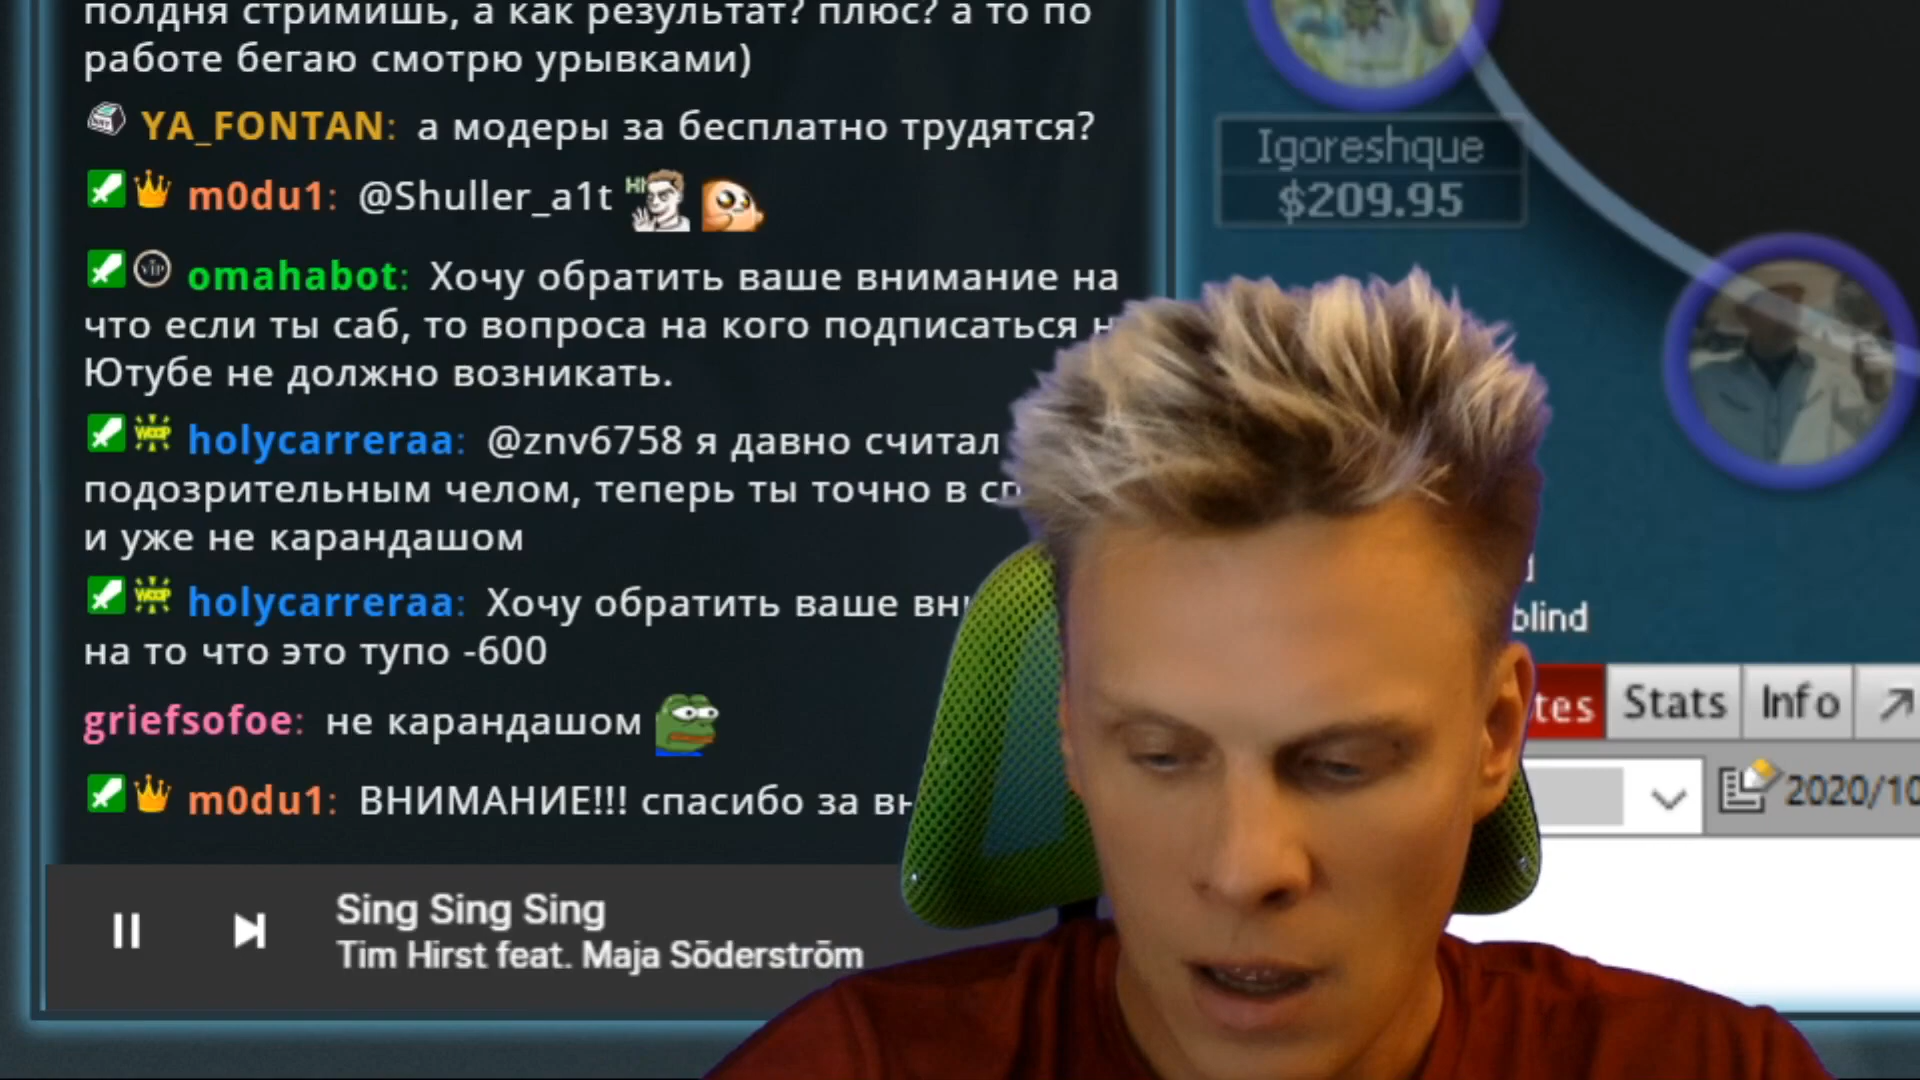 полдня стримишь, а как результат? плюс? а то по
работе бегаю смотрю урывками)
YA_FONTAN: а модеры за бесплатно трудятся?
m0du1: @Shuller_a1t HI
VIP omahabot: Хочу обратить ваше внимание на
что если ты саб, то вопроса на кого подписаться
Ютубе не должно возникать.
WOOP holycarreraa: @znv6758 я давно считал
подозрительным челом, теперь ты точно в
и уже не карандашом
WOOP holycarreraa: Хочу обратить ваше
на то что это тупо -600
griefsofoe: не карандашом
m0du1: ВНИМАНИЕ!!! спасибо за
Sing Sing Sing
Tim Hirst feat. Maja Söderström
Igoreshque
$209.95
blind
Stats Info
2020/10